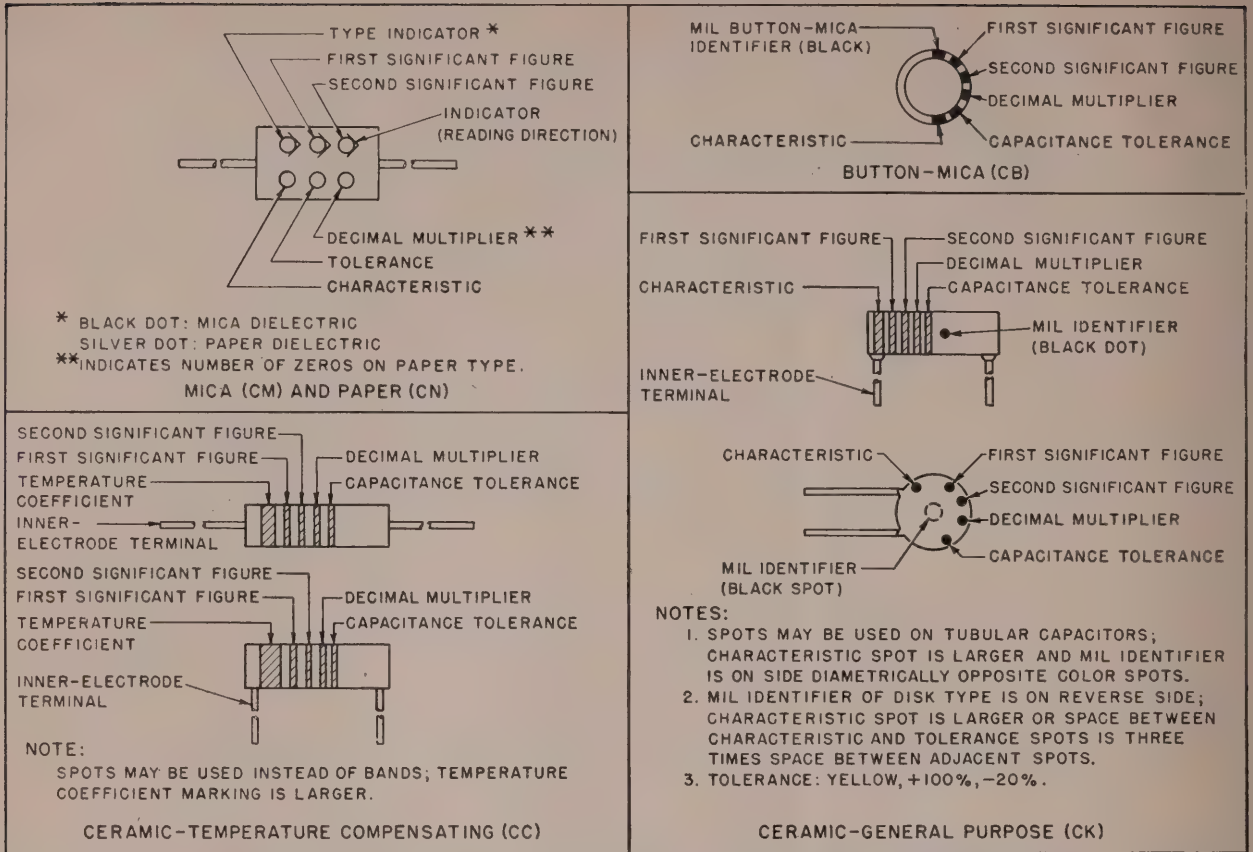 TYPE INDICATOR *
FIRST SIGNIFICANT FIGURE
SECOND SIGNIFICANT FIGURE
INDICATOR
(READING DIRECTION)
DECIMAL MULTIPLIER **
TOLERANCE
CHARACTERISTIC
* BLACK DOT: MICA DIELECTRIC
SILVER DOT: PAPER DIELECTRIC
** INDICATES NUMBER OF ZEROS ON PAPER TYPE.
MICA (CM) AND PAPER (CN)
MIL BUTTON-MICA
IDENTIFIER (BLACK)
FIRST SIGNIFICANT FIGURE
SECOND SIGNIFICANT FIGURE
DECIMAL MULTIPLIER
CHARACTERISTIC
CAPACITANCE TOLERANCE
BUTTON-MICA (CB)
SECOND SIGNIFICANT FIGURE
FIRST SIGNIFICANT FIGURE
DECIMAL MULTIPLIER
TEMPERATURE
COEFFICIENT
CAPACITANCE TOLERANCE
INNER-
ELECTRODE TERMINAL
SECOND SIGNIFICANT FIGURE
FIRST SIGNIFICANT FIGURE
DECIMAL MULTIPLIER
TEMPERATURE
COEFFICIENT
CAPACITANCE TOLERANCE
INNER-ELECTRODE
TERMINAL
NOTE:
SPOTS MAY BE USED INSTEAD OF BANDS; TEMPERATURE
COEFFICIENT MARKING IS LARGER.
CERAMIC-TEMPERATURE COMPENSATING (CC)
FIRST SIGNIFICANT FIGURE
SECOND SIGNIFICANT FIGURE
DECIMAL MULTIPLIER
CHARACTERISTIC
CAPACITANCE TOLERANCE
MIL IDENTIFIER
(BLACK DOT)
INNER-ELECTRODE
TERMINAL
CHARACTERISTIC
FIRST SIGNIFICANT FIGURE
SECOND SIGNIFICANT FIGURE
DECIMAL MULTIPLIER
CAPACITANCE TOLERANCE
MIL IDENTIFIER
(BLACK SPOT)
NOTES:
1. SPOTS MAY BE USED ON TUBULAR CAPACITORS;
CHARACTERISTIC SPOT IS LARGER AND MIL IDENTIFIER
IS ON SIDE DIAMETRICALLY OPPOSITE COLOR SPOTS.
2. MIL IDENTIFIER OF DISK TYPE IS ON REVERSE SIDE;
CHARACTERISTIC SPOT IS LARGER OR SPACE BETWEEN
CHARACTERISTIC AND TOLERANCE SPOTS IS THREE
TIMES SPACE BETWEEN ADJACENT SPOTS.
3. TOLERANCE: YELLOW, +100%, -20%.
CERAMIC-GENERAL PURPOSE (CK)